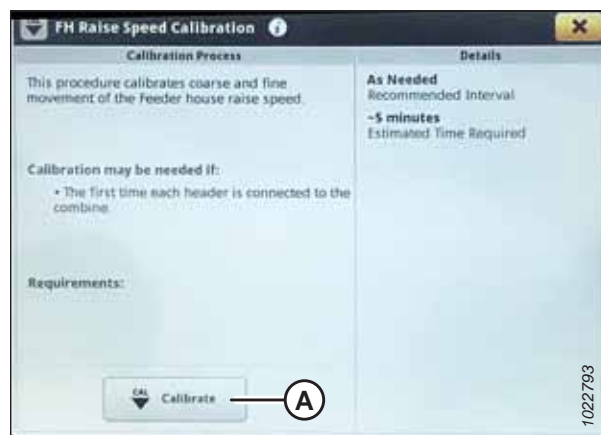 FH Raise Speed Calibration i
Calibration Process
Details
This procedure calibrates coarse and fine
movement of the Feeder house raise speed.
Calibration may be needed if:
• The first time each header is connected to the
combine.
Requirements:
As Needed
Recommended Interval
~5 minutes
Estimated Time Required
CAL
Calibrate
A
1022793